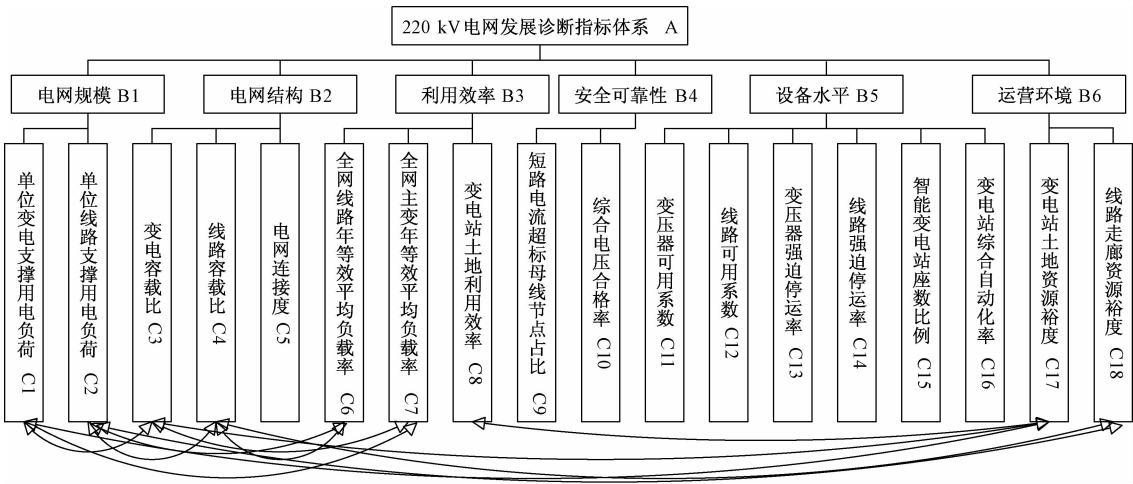 220 kV电网发展诊断指标体系 A
电网规模 B1
电网结构 B2
利用效率 B3
安全可靠性 B4
设备水平 B5
运营环境 B6
单位变电支撑用电负荷 C1
单位线路支撑用电负荷 C2
变电容载比 C3
线路容载比 C4
电网连接度 C5
全网线路年等效平均负载率 C6
全网主变年等效平均负载率 C7
变电站土地利用效率 C8
短路电流超标母线节点占比 C9
综合电压合格率 C10
变压器可用系数 C11
线路可用系数 C12
变压器强迫停运率 C13
线路强迫停运率 C14
智能变电站座数比例 C15
变电站综合自动化率 C16
变电站土地资源裕度 C17
线路走廊资源裕度 C18